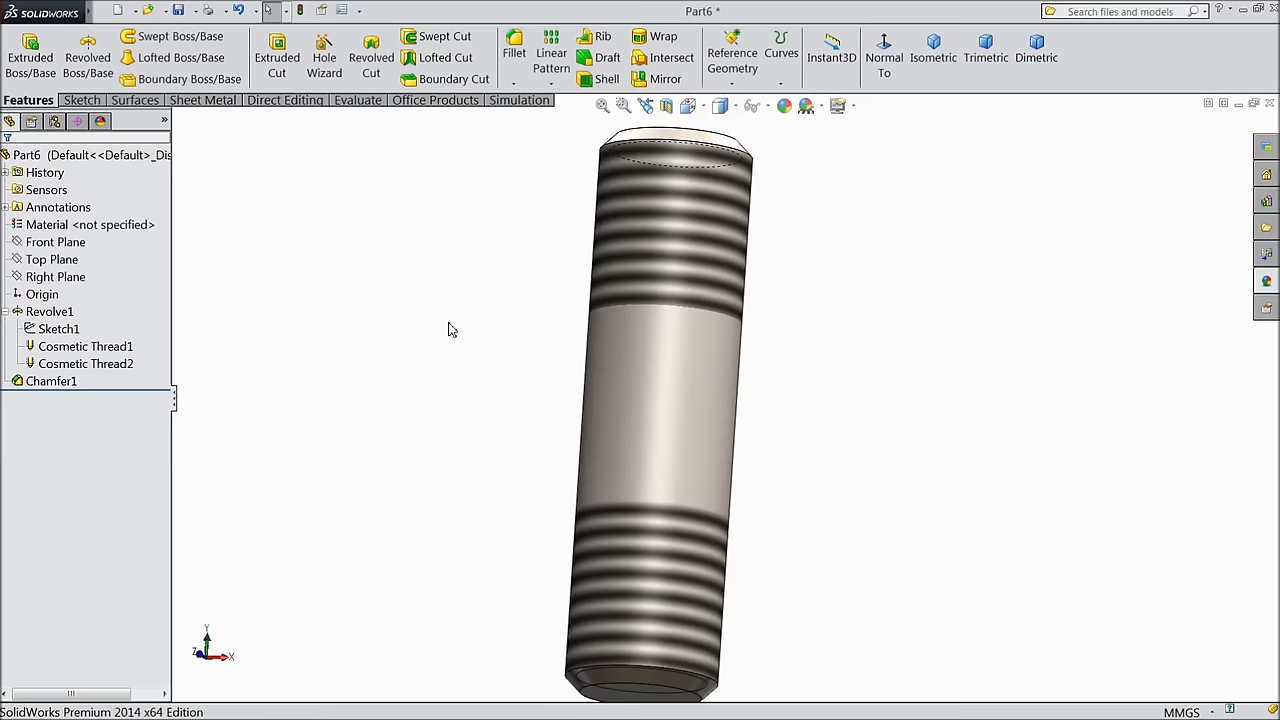 SOLIDWORKS
Part6 *
Search files and models
Extruded Boss/Base
Revolved Boss/Base
Swept Boss/Base
Lofted Boss/Base
Boundary Boss/Base
Extruded Cut
Hole Wizard
Revolved Cut
Swept Cut
Lofted Cut
Boundary Cut
Fillet
Linear Pattern
Rib
Draft
Shell
Wrap
Intersect
Mirror
Reference Geometry
Curves
Instant3D
Normal To
Isometric
Trimetric
Dimetric
Features
Sketch
Surfaces
Sheet Metal
Direct Editing
Evaluate
Office Products
Simulation
Part6 (Default<<Default>_Dis
History
Sensors
Annotations
Material <not specified>
Front Plane
Top Plane
Right Plane
Origin
Revolve1
Sketch1
Cosmetic Thread1
Cosmetic Thread2
Chamfer1
Y
Z
X
SolidWorks Premium 2014 x64 Edition
MMGS